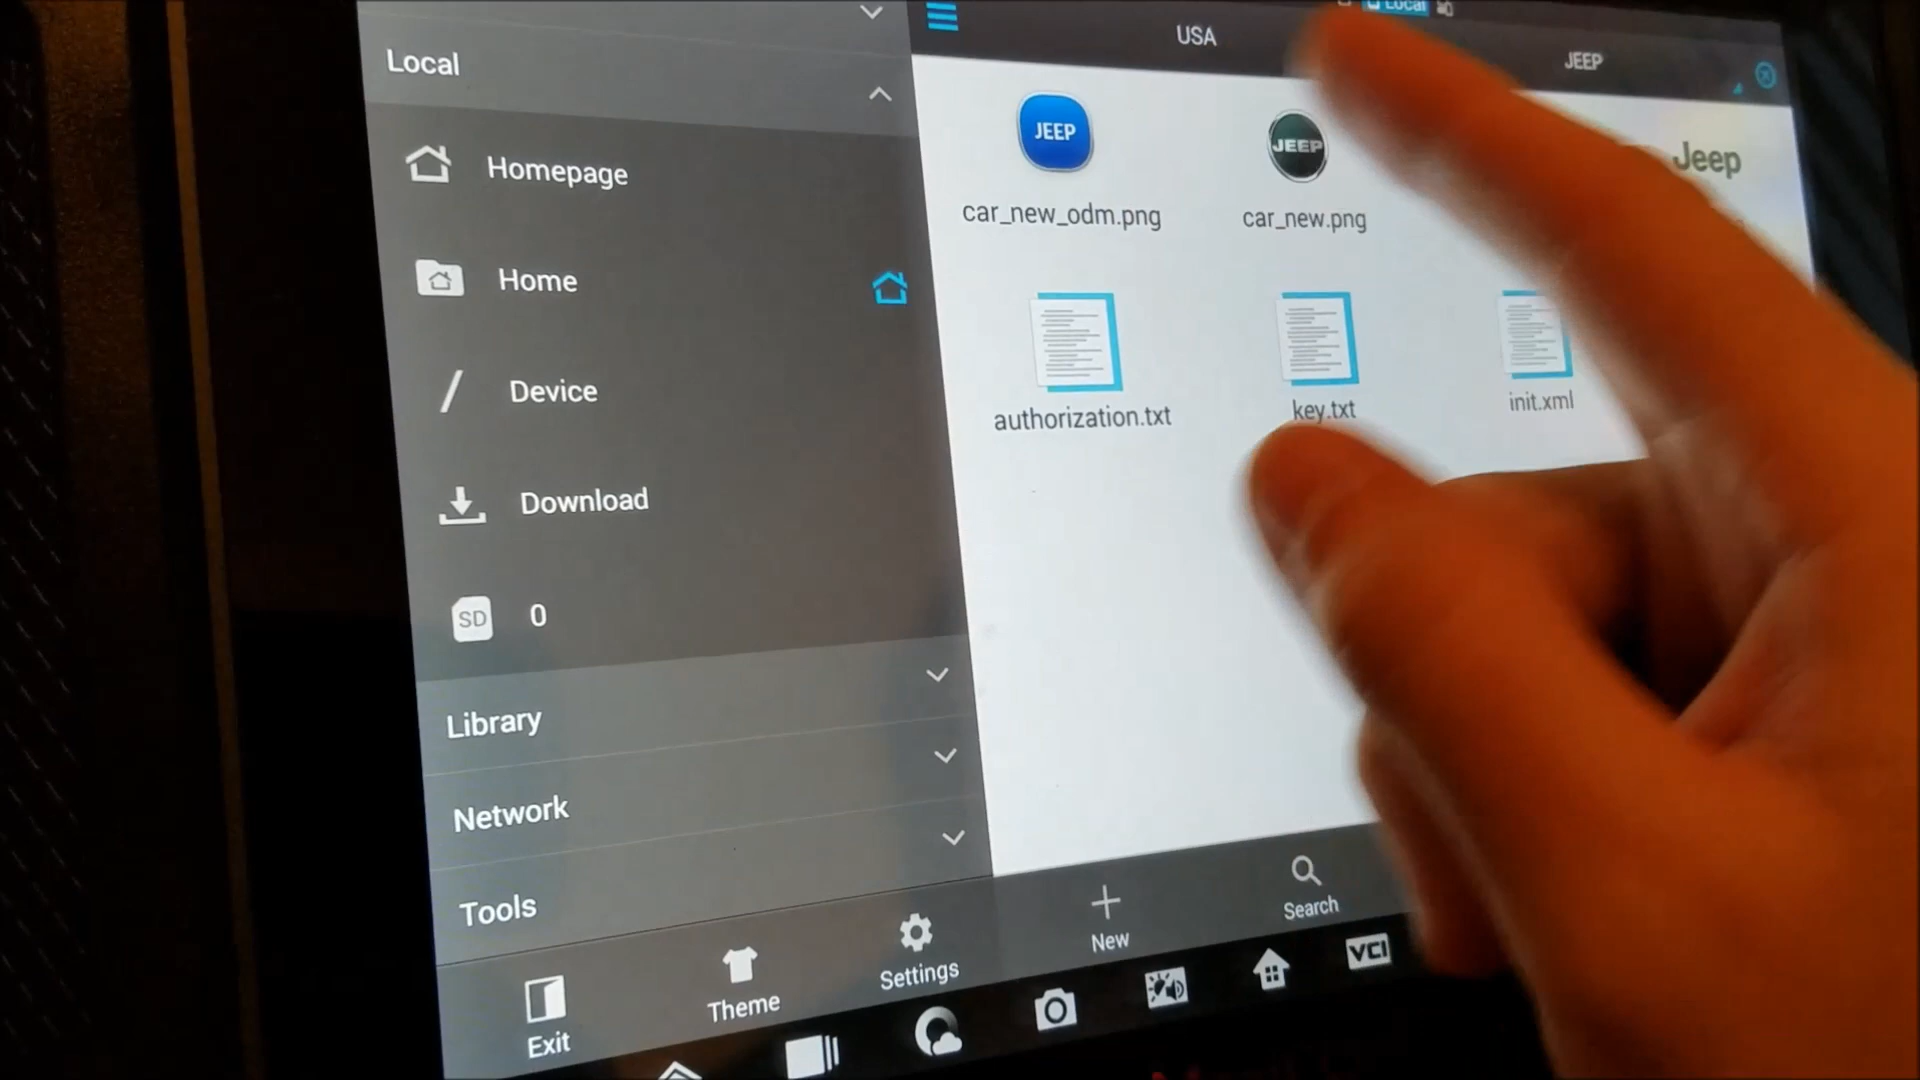 Local
Homepage
Home
Device
Download
SD 0
Library
Network
Tools
Exit
Theme
Settings
Local
USA
JEEP
JEEP
car_new_odm.png
JEEP
car_new.png
Jeep
authorization.txt
key.txt
init.xml
New
Search
VCI